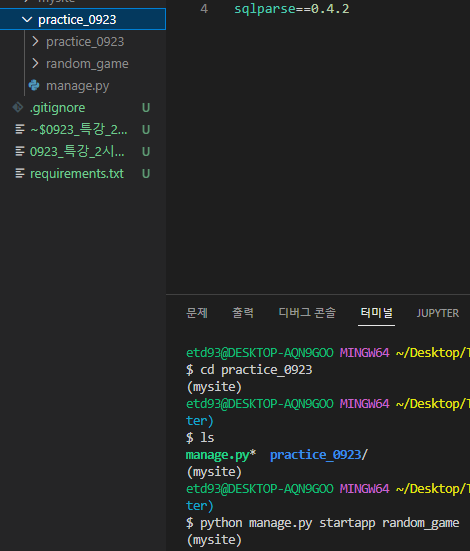 mysite
practice_0923
practice_0923
random_game
manage.py
.gitignore U
~$0923_특강_2... U
0923_특강_2시... U
requirements.txt U
4 sqlparse==0.4.2
문제 출력 디버그 콘솔 터미널 JUPYTER
etd93@DESKTOP-AQN9GOO MINGW64 ~/Desktop/T
$ cd practice_0923
(mysite)
etd93@DESKTOP-AQN9GOO MINGW64 ~/Desktop/T
ter)
$ ls
manage.py* practice_0923/
(mysite)
etd93@DESKTOP-AQN9GOO MINGW64 ~/Desktop/T
ter)
$ python manage.py startapp random_game
(mysite)